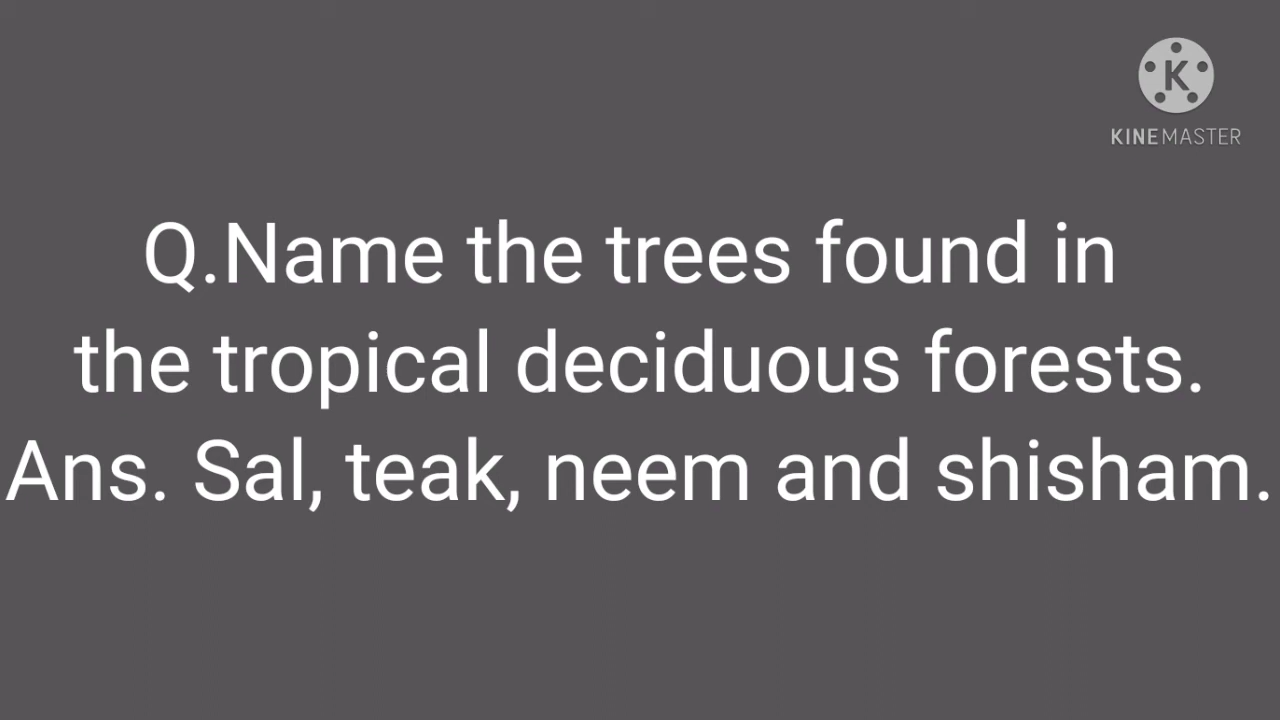 K
KINEMASTER
Q.Name the trees found in
the tropical deciduous forests.
Ans. Sal, teak, neem and shisham.